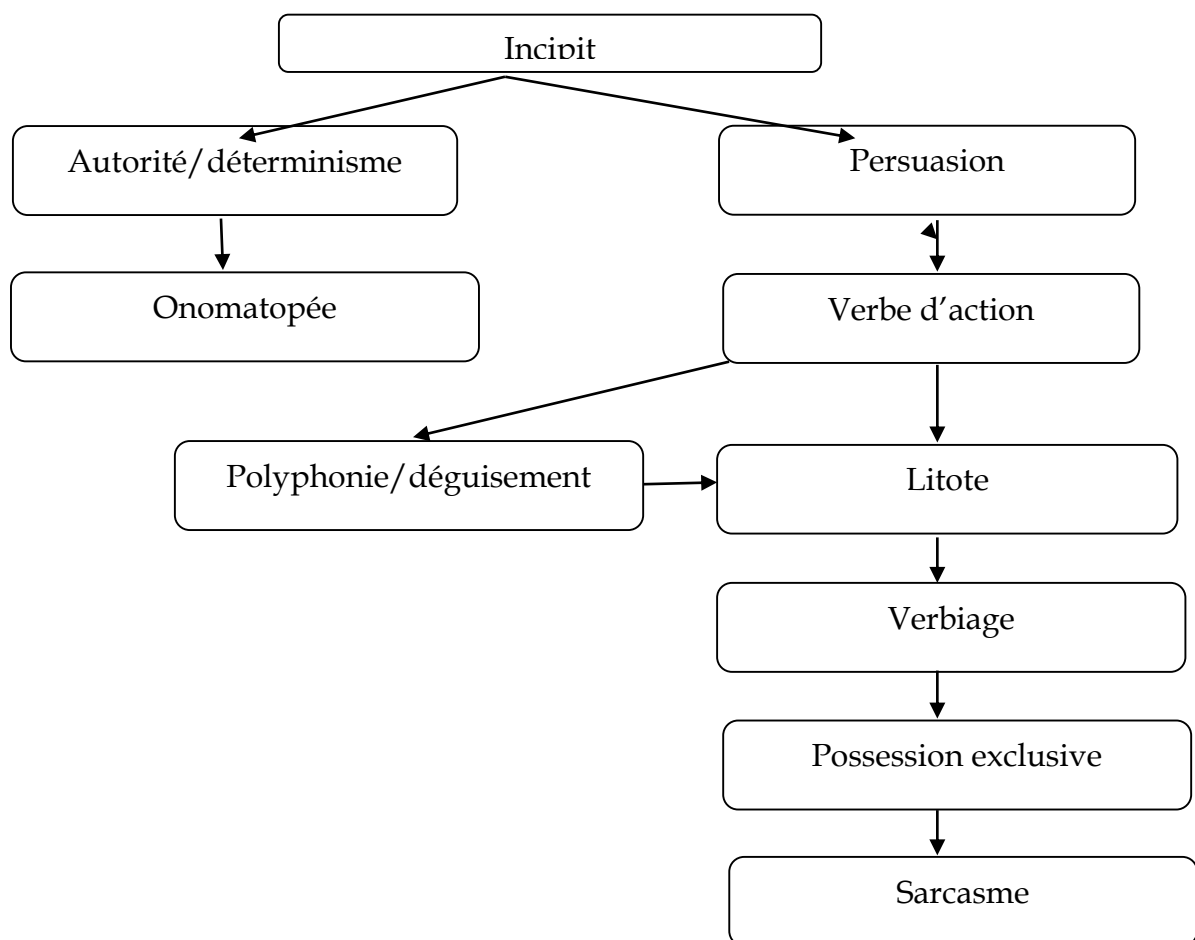 Incipit
Autorité/déterminisme
Persuasion
Onomatopée
Verbe d’action
Polyphonie/déguisement
Litote
Verbiage
Possession exclusive
Sarcasme